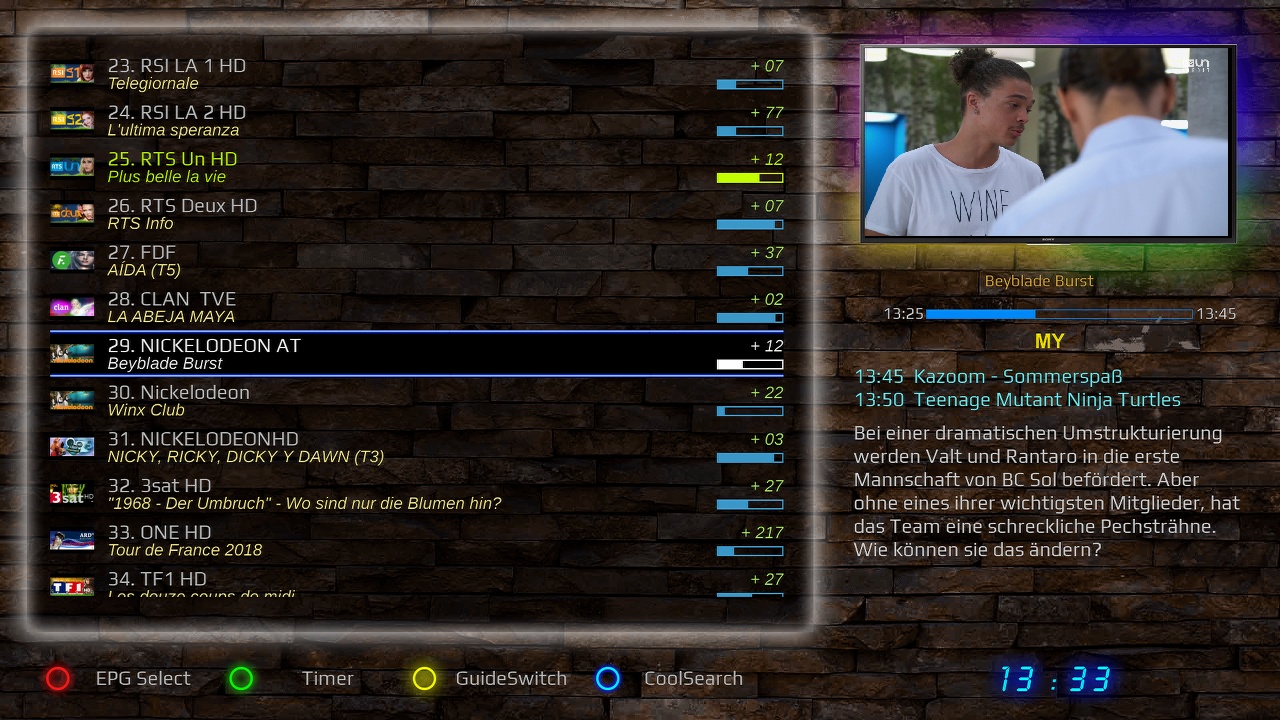 23. RSI LA 1 HD
Telegiornale
+ 07
24. RSI LA 2 HD
L'ultima speranza
+ 77
25. RTS Un HD
Plus belle la vie
+ 12
26. RTS Deux HD
RTS Info
+ 07
27. FDF
AÍDA (T5)
+ 37
28. CLAN TVE
LA ABEJA MAYA
+ 02
29. NICKELODEON AT
Beyblade Burst
+ 12
30. Nickelodeon
Winx Club
+ 22
31. NICKELODEONHD
NICKY, RICKY, DICKY Y DAWN (T3)
+ 03
32. 3sat HD
"1968 - Der Umbruch" - Wo sind nur die Blumen hin?
+ 27
33. ONE HD
Tour de France 2018
+ 217
34. TF1 HD
Les douze coups de midi
+ 27
WINE
SONY
Beyblade Burst
13:25 13:45
MY
13:45 Kazoom - Sommerspaß
13:50 Teenage Mutant Ninja Turtles
Bei einer dramatischen Umstrukturierung
werden Valt und Rantaro in die erste
Mannschaft von BC Sol befördert. Aber
ohne eines ihrer wichtigsten Mitglieder, hat
das Team eine schreckliche Pechsträhne.
Wie können sie das ändern?
EPG Select Timer GuideSwitch CoolSearch
13:33